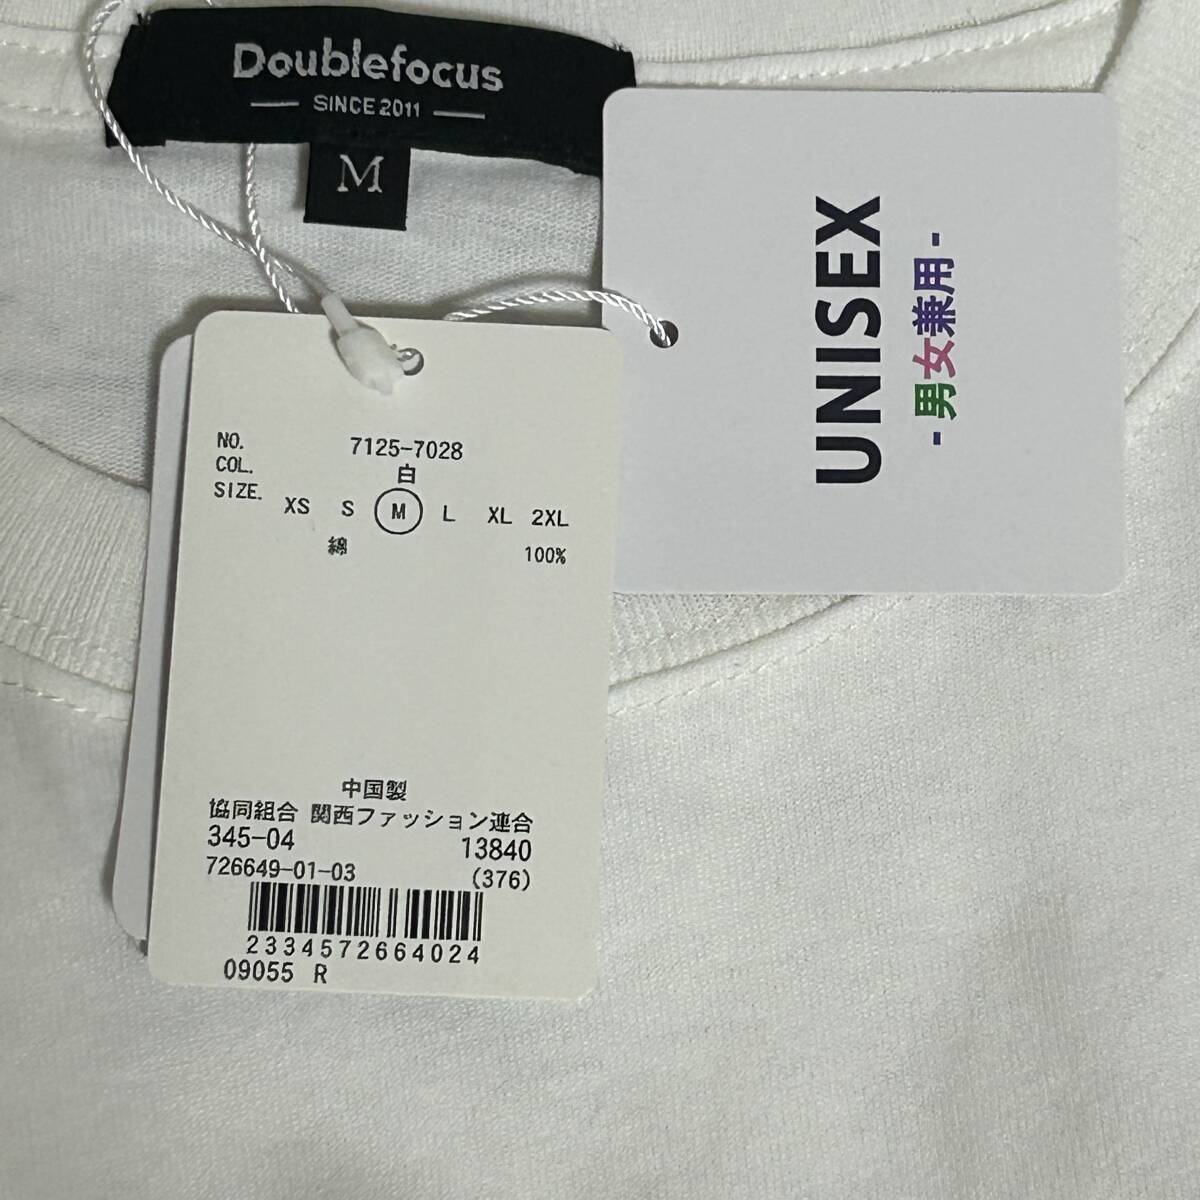 Doublefocus
SINCE 2011
M
UNISEX
-男女兼用-
NO. 7125-7028
COL. 白
SIZE. XS S M L XL 2XL
綿 100%
中国製
協同組合 関西ファッション連合
345-04 13840
726649-01-03 (376)
2334572664024
09055 R